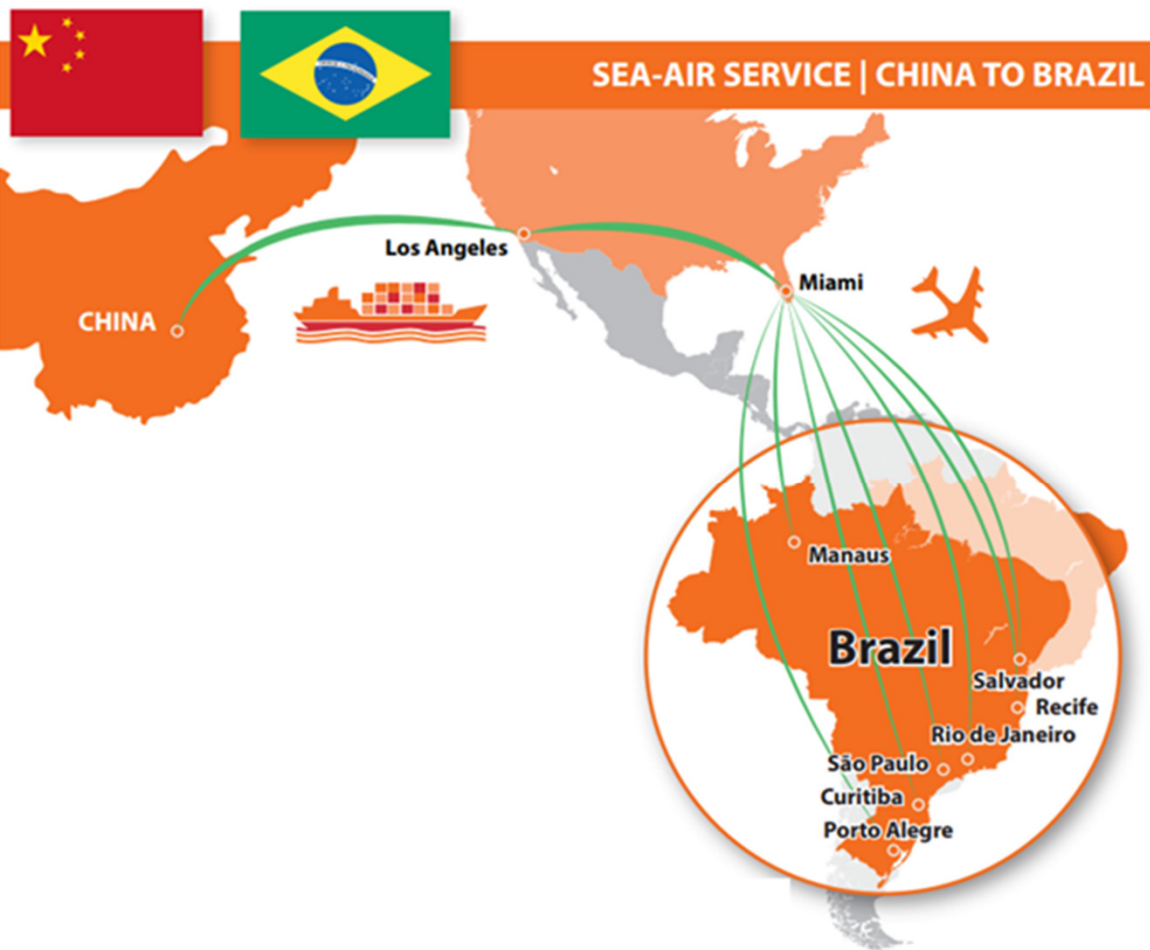 SEA-AIR SERVICE | CHINA TO BRAZIL
Los Angeles
Miami
CHINA
Manaus
Brazil
Salvador
Recife
Rio de Janeiro
São Paulo
Curitiba
Porto Alegre